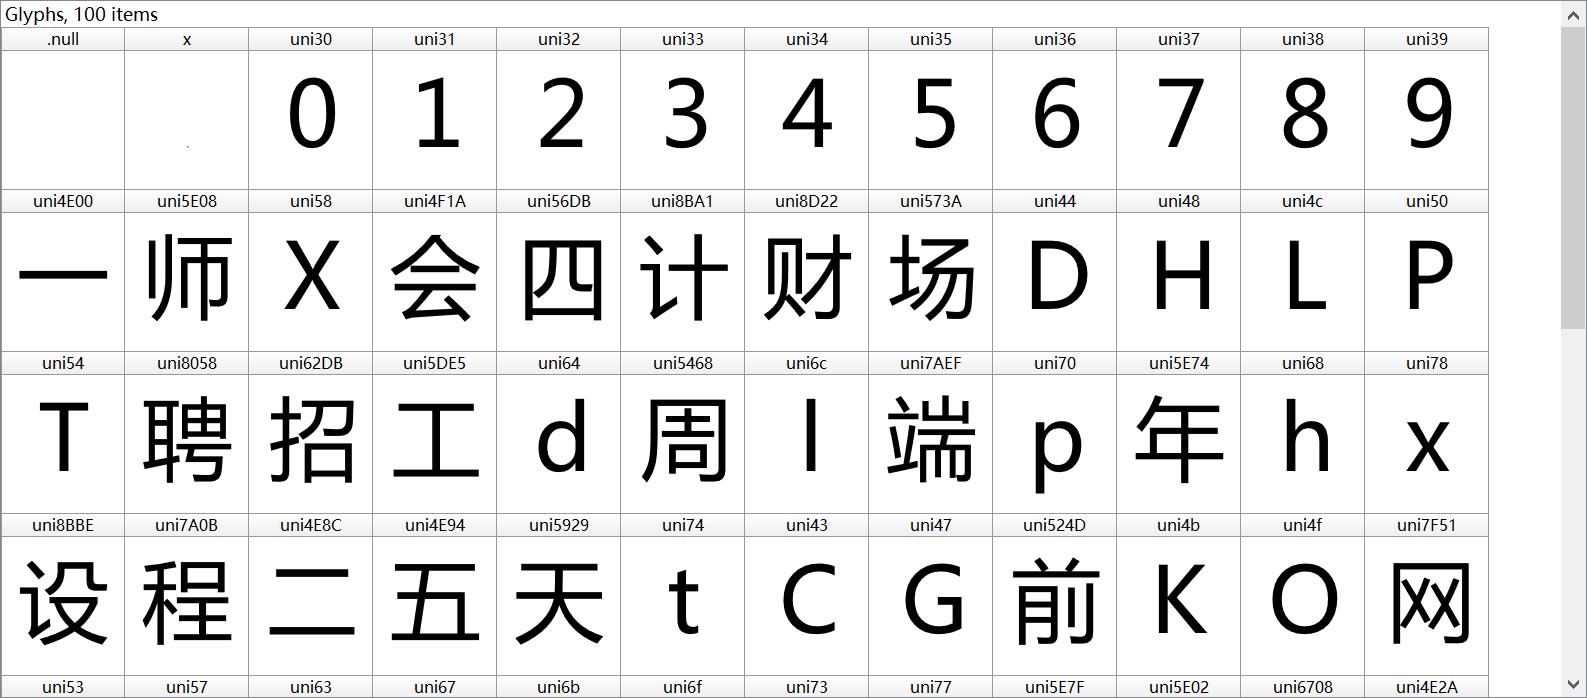 Glyphs, 100 items
.null x uni30 uni31 uni32 uni33 uni34 uni35 uni36 uni37 uni38 uni39
0 1 2 3 4 5 6 7 8 9
uni4E00 uni5E08 uni58 uni4F1A uni56DB uni8BA1 uni8D22 uni573A uni44 uni48 uni4c uni50
一 师 X 会 四 计 财 场 D H L P
uni54 uni8058 uni62DB uni5DE5 uni64 uni5468 uni6c uni7AEF uni70 uni5E74 uni68 uni78
T 聘 招 工 d 周 l 端 p 年 h x
uni8BBE uni7A0B uni4E8C uni4E94 uni5929 uni74 uni43 uni47 uni524D uni4b uni4f uni7F51
设 程 二 五 天 t C G 前 K O 网
uni53 uni57 uni63 uni67 uni6b uni6f uni73 uni77 uni5E7F uni5E02 uni6708 uni4E2A